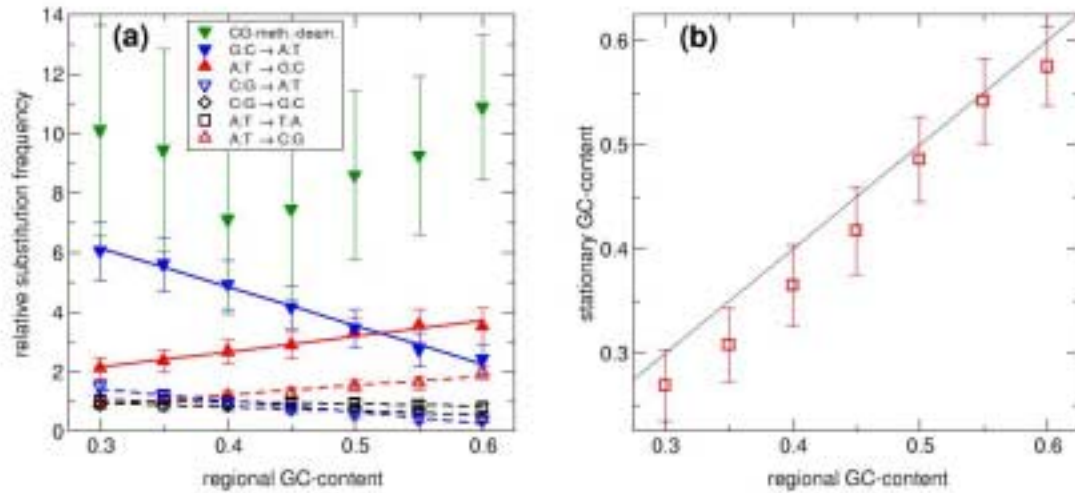 (a)
CG-meth.-deam.
G:C → A:T
A:T → G:C
C:G → A:T
C:G → G:C
A:T → T:A
A:T → C:G
relative substitution frequency
14
12
10
8
6
4
2
0
0.3 0.4 0.5 0.6
regional GC-content
(b)
stationary GC-content
0.6
0.5
0.4
0.3
0.3 0.4 0.5 0.6
regional GC-content